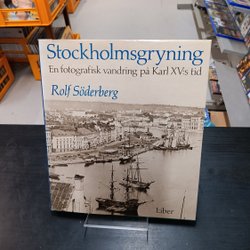 Stockholmsgryning
En fotografisk vandring på Karl XV:s tid
Rolf Söderberg
Liber